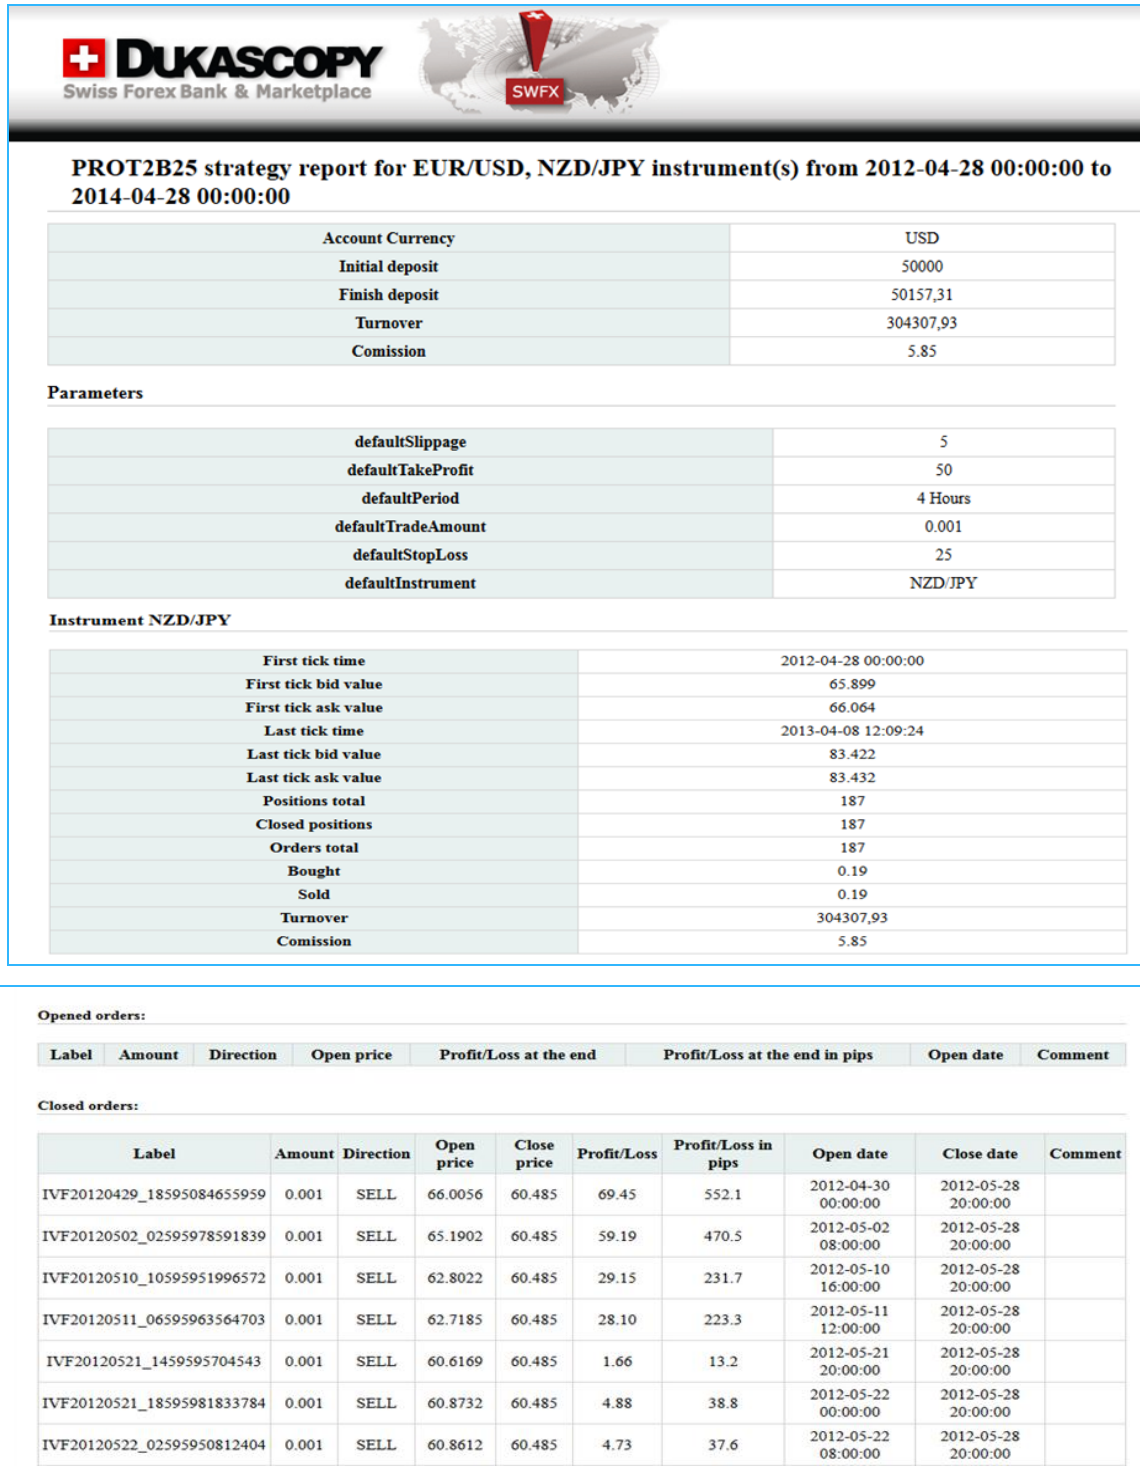 DUKASCOPY
Swiss Forex Bank & Marketplace
SWFX
PROT2B25 strategy report for EUR/USD, NZD/JPY instrument(s) from 2012-04-28 00:00:00 to
2014-04-28 00:00:00
Account Currency USD
Initial deposit 50000
Finish deposit 50157,31
Turnover 304307,93
Comission 5.85
Parameters
defaultSlippage 5
defaultTakeProfit 50
defaultPeriod 4 Hours
defaultTradeAmount 0.001
defaultStopLoss 25
defaultInstrument NZD/JPY
Instrument NZD/JPY
First tick time 2012-04-28 00:00:00
First tick bid value 65.899
First tick ask value 66.064
Last tick time 2013-04-08 12:09:24
Last tick bid value 83.422
Last tick ask value 83.432
Positions total 187
Closed positions 187
Orders total 187
Bought 0.19
Sold 0.19
Turnover 304307,93
Comission 5.85
Opened orders:
Label Amount Direction Open price Profit/Loss at the end Profit/Loss at the end in pips Open date Comment
Closed orders:
Label Amount Direction Open price Close price Profit/Loss Profit/Loss in pips Open date Close date Comment
IVF20120429_18595084655959 0.001 SELL 66.0056 60.485 69.45 552.1 2012-04-30 00:00:00 2012-05-28 20:00:00
IVF20120502_02595978591839 0.001 SELL 65.1902 60.485 59.19 470.5 2012-05-02 08:00:00 2012-05-28 20:00:00
IVF20120510_10595951996572 0.001 SELL 62.8022 60.485 29.15 231.7 2012-05-10 16:00:00 2012-05-28 20:00:00
IVF20120511_06595963564703 0.001 SELL 62.7185 60.485 28.10 223.3 2012-05-11 12:00:00 2012-05-28 20:00:00
IVF20120521_1459595704543 0.001 SELL 60.6169 60.485 1.66 13.2 2012-05-21 20:00:00 2012-05-28 20:00:00
IVF20120521_18595981833784 0.001 SELL 60.8732 60.485 4.88 38.8 2012-05-22 00:00:00 2012-05-28 20:00:00
IVF20120522_02595950812404 0.001 SELL 60.8612 60.485 4.73 37.6 2012-05-22 08:00:00 2012-05-28 20:00:00